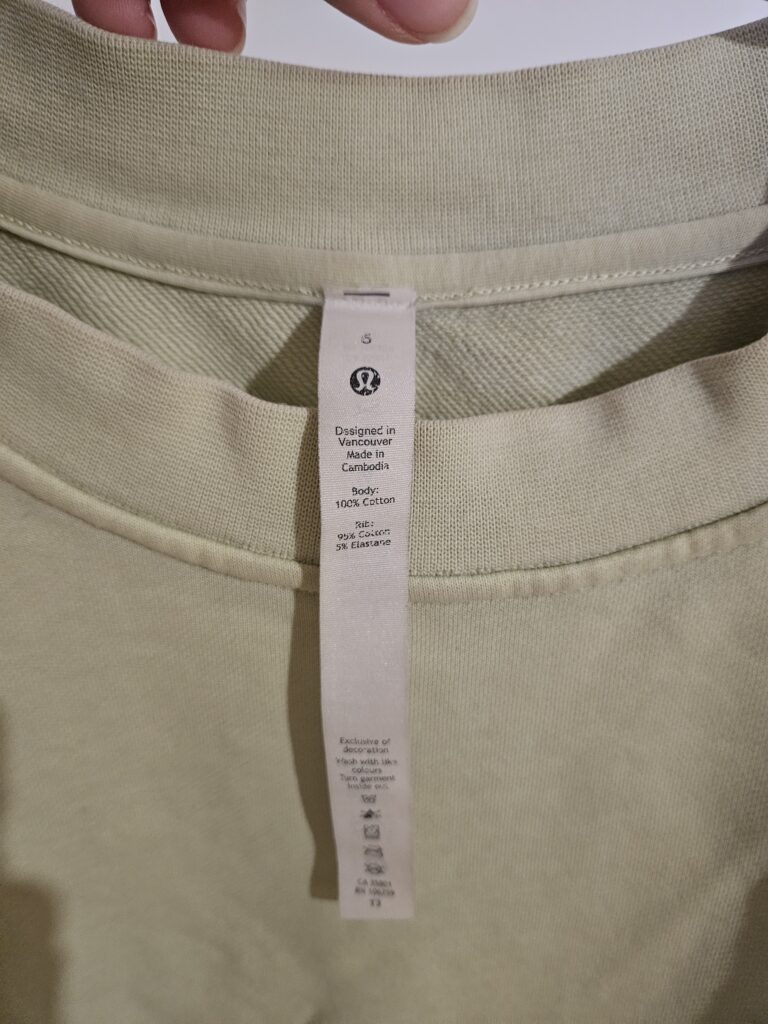 Designed in
Vancouver
Made in
Cambodia
Body:
100% Cotton
Rib:
95% Cotton
5% Elastane
Exclusive of
decoration
Wash with like
colours
Turn garment
inside out.